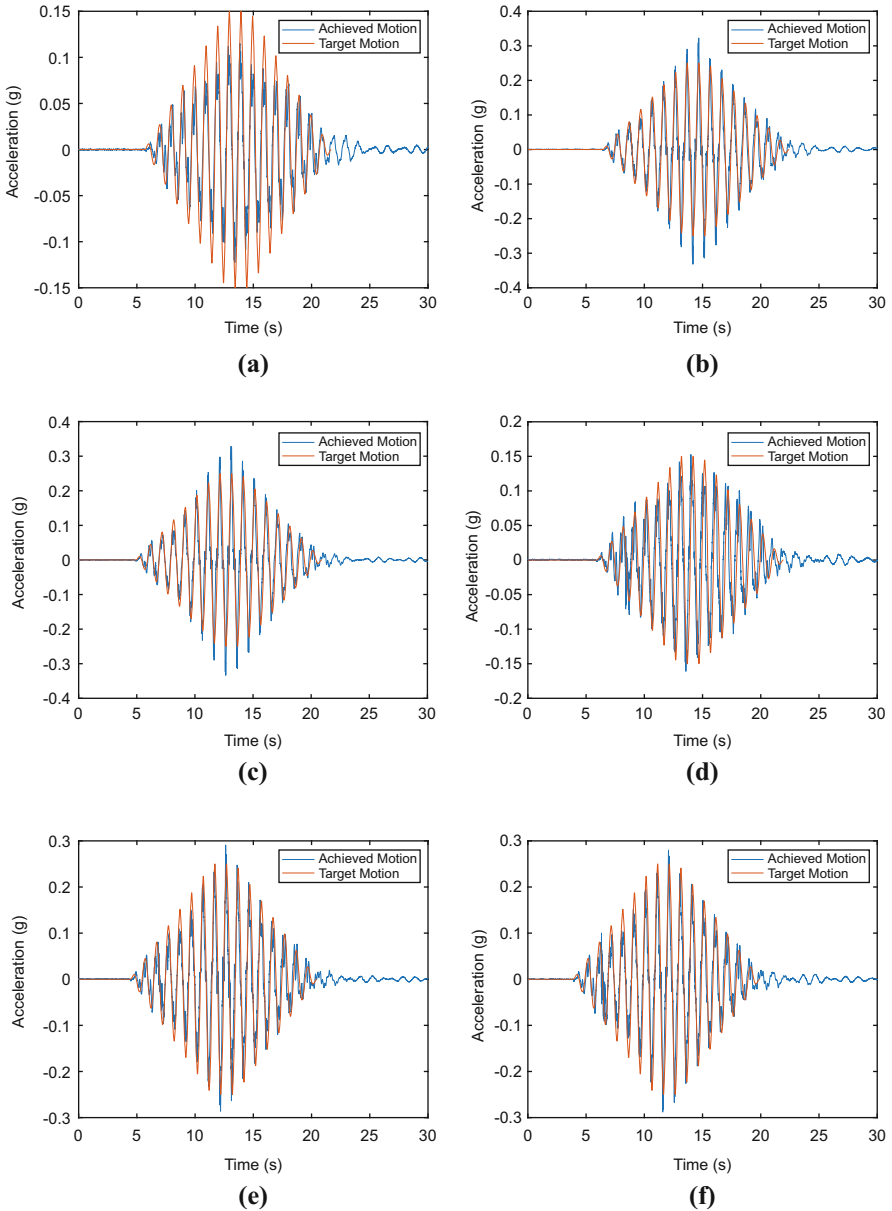 0.15
Achieved Motion
Target Motion
0.1
0.05
0
-0.05
-0.1
-0.15
Acceleration (g)
0 5 10 15 20 25 30
Time (s)
(a)
0.4
Achieved Motion
Target Motion
0.3
0.2
0.1
0
-0.1
-0.2
-0.3
-0.4
Acceleration (g)
0 5 10 15 20 25 30
Time (s)
(b)
0.4
Achieved Motion
Target Motion
0.3
0.2
0.1
0
-0.1
-0.2
-0.3
-0.4
Acceleration (g)
0 5 10 15 20 25 30
Time (s)
(c)
0.2
Achieved Motion
Target Motion
0.15
0.1
0.05
0
-0.05
-0.1
-0.15
-0.2
Acceleration (g)
0 5 10 15 20 25 30
Time (s)
(d)
0.3
Achieved Motion
Target Motion
0.2
0.1
0
-0.1
-0.2
-0.3
Acceleration (g)
0 5 10 15 20 25 30
Time (s)
(e)
0.3
Achieved Motion
Target Motion
0.2
0.1
0
-0.1
-0.2
-0.3
Acceleration (g)
0 5 10 15 20 25 30
Time (s)
(f)